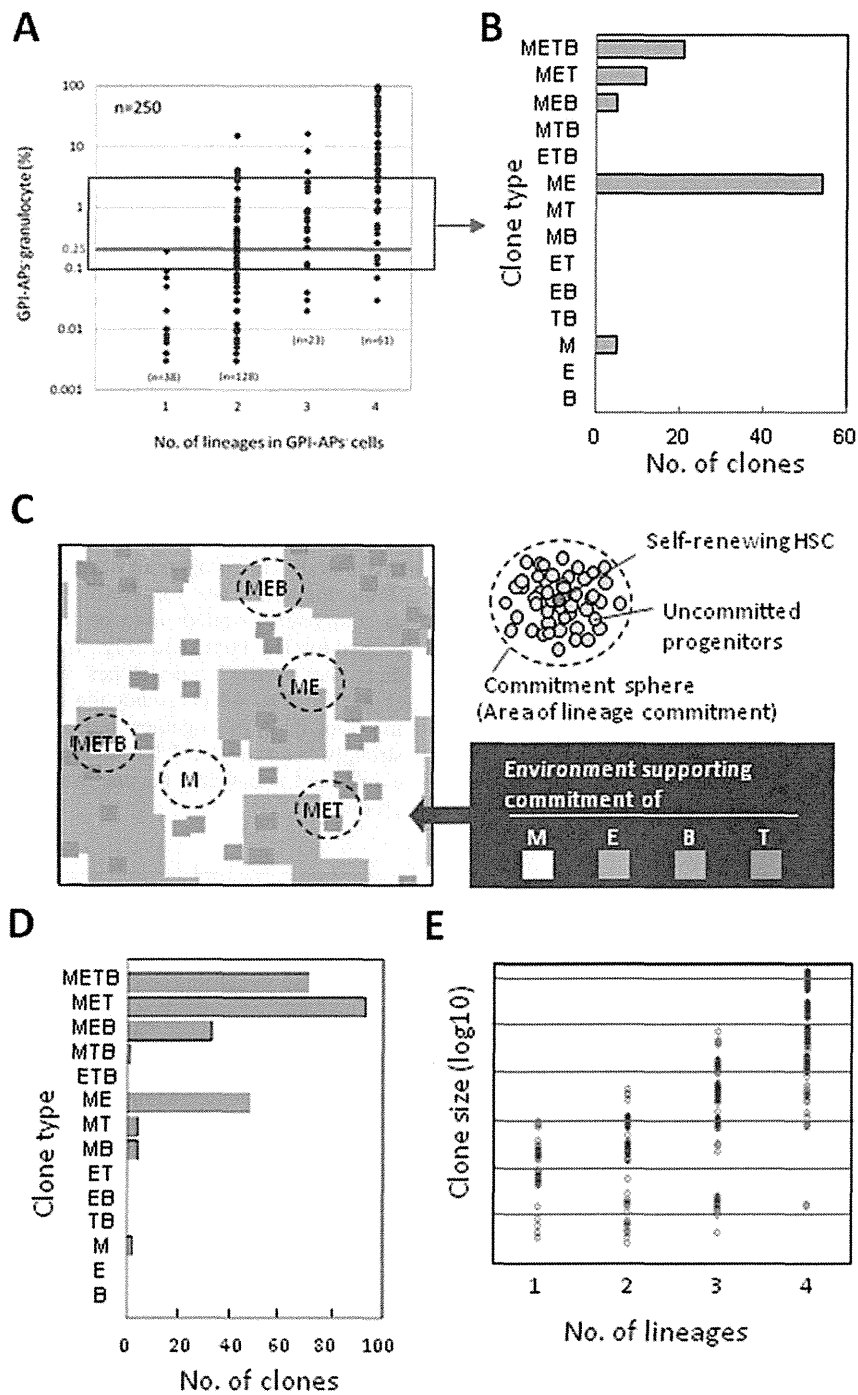 A
100
10
1
0.25
0.1
0.01
0.001
n=250
GPI-APs⁻granulocyte (%)
(n=38)
(n=128)
(n=23)
(n=61)
1 2 3 4
No. of lineages in GPI-APs⁻ cells
B
METB
MET
MEB
MTB
ETB
ME
MT
MB
ET
EB
TB
M
E
B
Clone type
0 20 40 60
No. of clones
C
MEB
ME
METB
M
MET
Self-renewing HSC
Uncommitted
progenitors
Commitment sphere
(Area of lineage commitment)
Environment supporting
commitment of
M E B T
D
METB
MET
MEB
MTB
ETB
ME
MT
MB
ET
EB
TB
M
E
B
Clone type
0 20 40 60 80 100
No. of clones
E
Clone size (log10)
1 2 3 4
No. of lineages